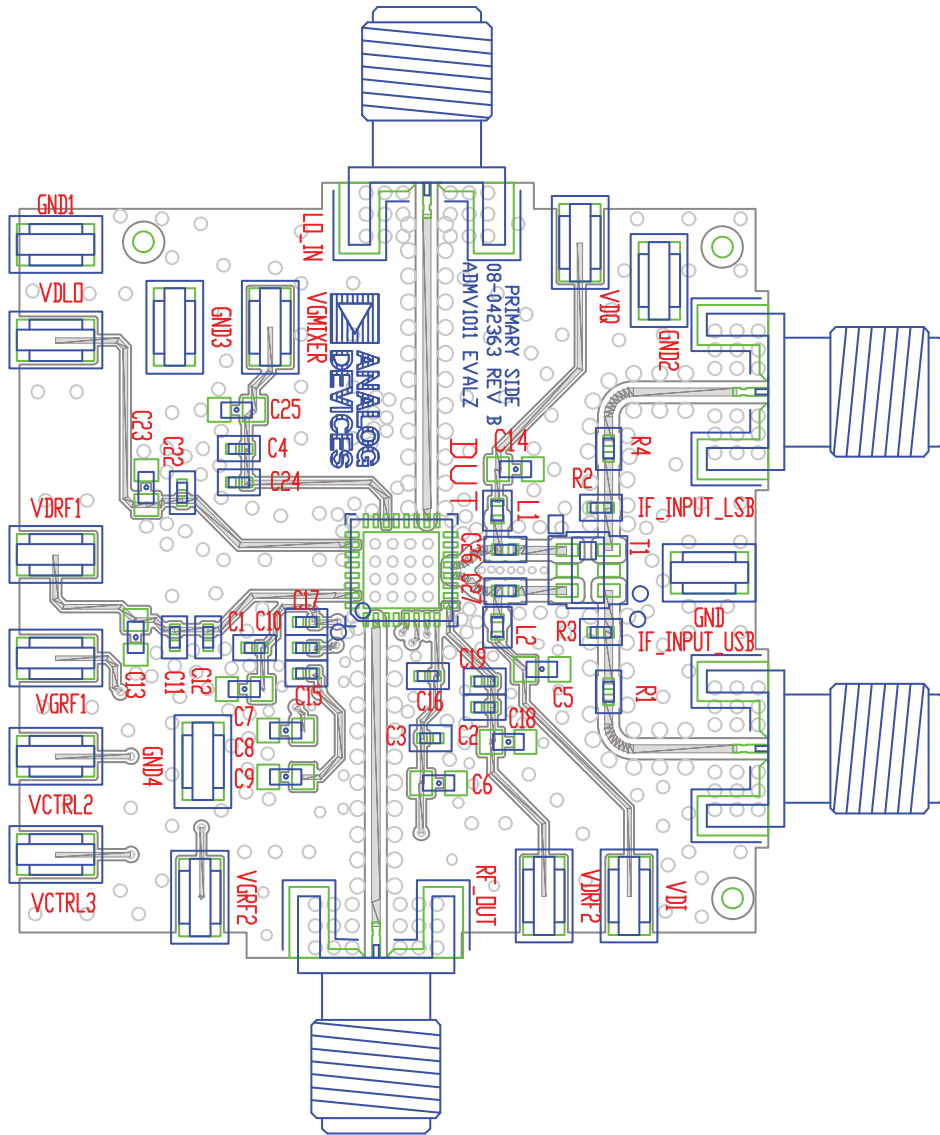 GND1
LO_IN
VDLO
GND3
VGMIXER
ANALOG
DEVICES
PRIMARY SIDE
08-042363 REV B
ADMV1011 EVALZ
VDQ
GND2
C25
C23
C22
C4
C24
DUT
C14
L1
R2
R4
IF_INPUT_LSB
VDRF1
C26
C27
T1
GND
C17
C1
C10
L2
R3
IF_INPUT_USB
C13
C11
C12
VGRF1
C15
C19
C16
C5
R1
C7
C18
C8
C3
C2
GND4
C9
C6
VCTRL2
VCTRL3
VGRF2
RF_OUT
VDRF2
VDI